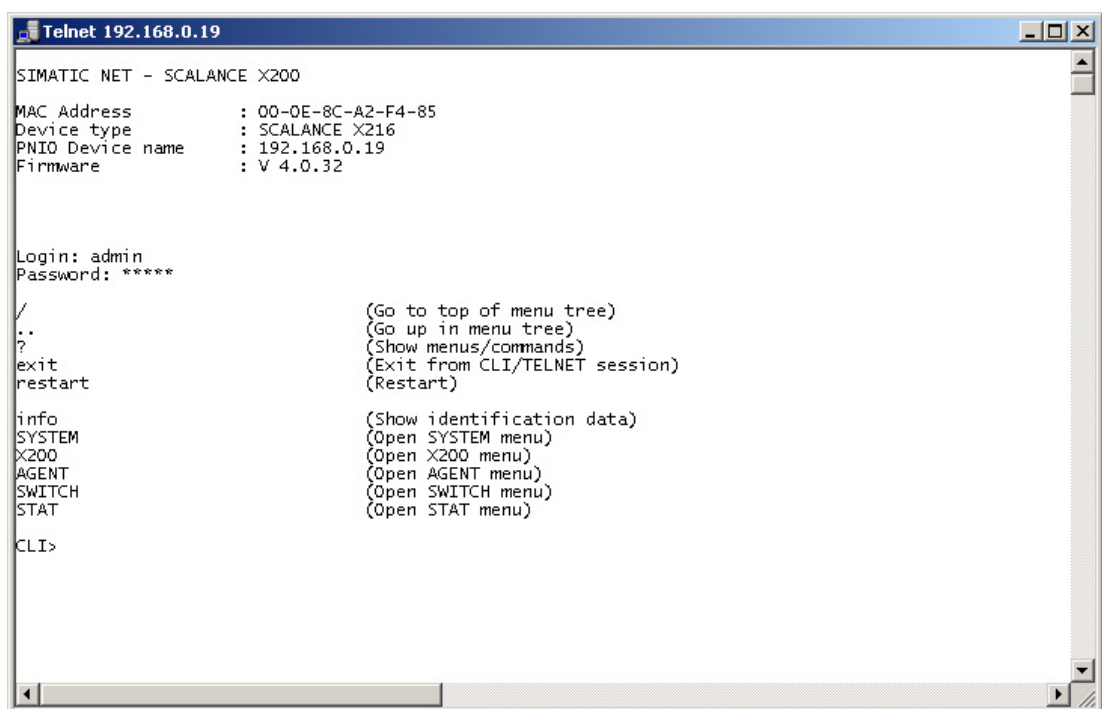 Telnet 192.168.0.19
SIMATIC NET - SCALANCE X200
MAC Address : 00-0E-8C-A2-F4-85
Device type : SCALANCE X216
PNIO Device name : 192.168.0.19
Firmware : V 4.0.32
Login: admin
Password: *****
/ (Go to top of menu tree)
.. (Go up in menu tree)
? (Show menus/commands)
exit (Exit from CLI/TELNET session)
restart (Restart)
info (Show identification data)
SYSTEM (Open SYSTEM menu)
X200 (Open X200 menu)
AGENT (Open AGENT menu)
SWITCH (Open SWITCH menu)
STAT (Open STAT menu)
CLI>